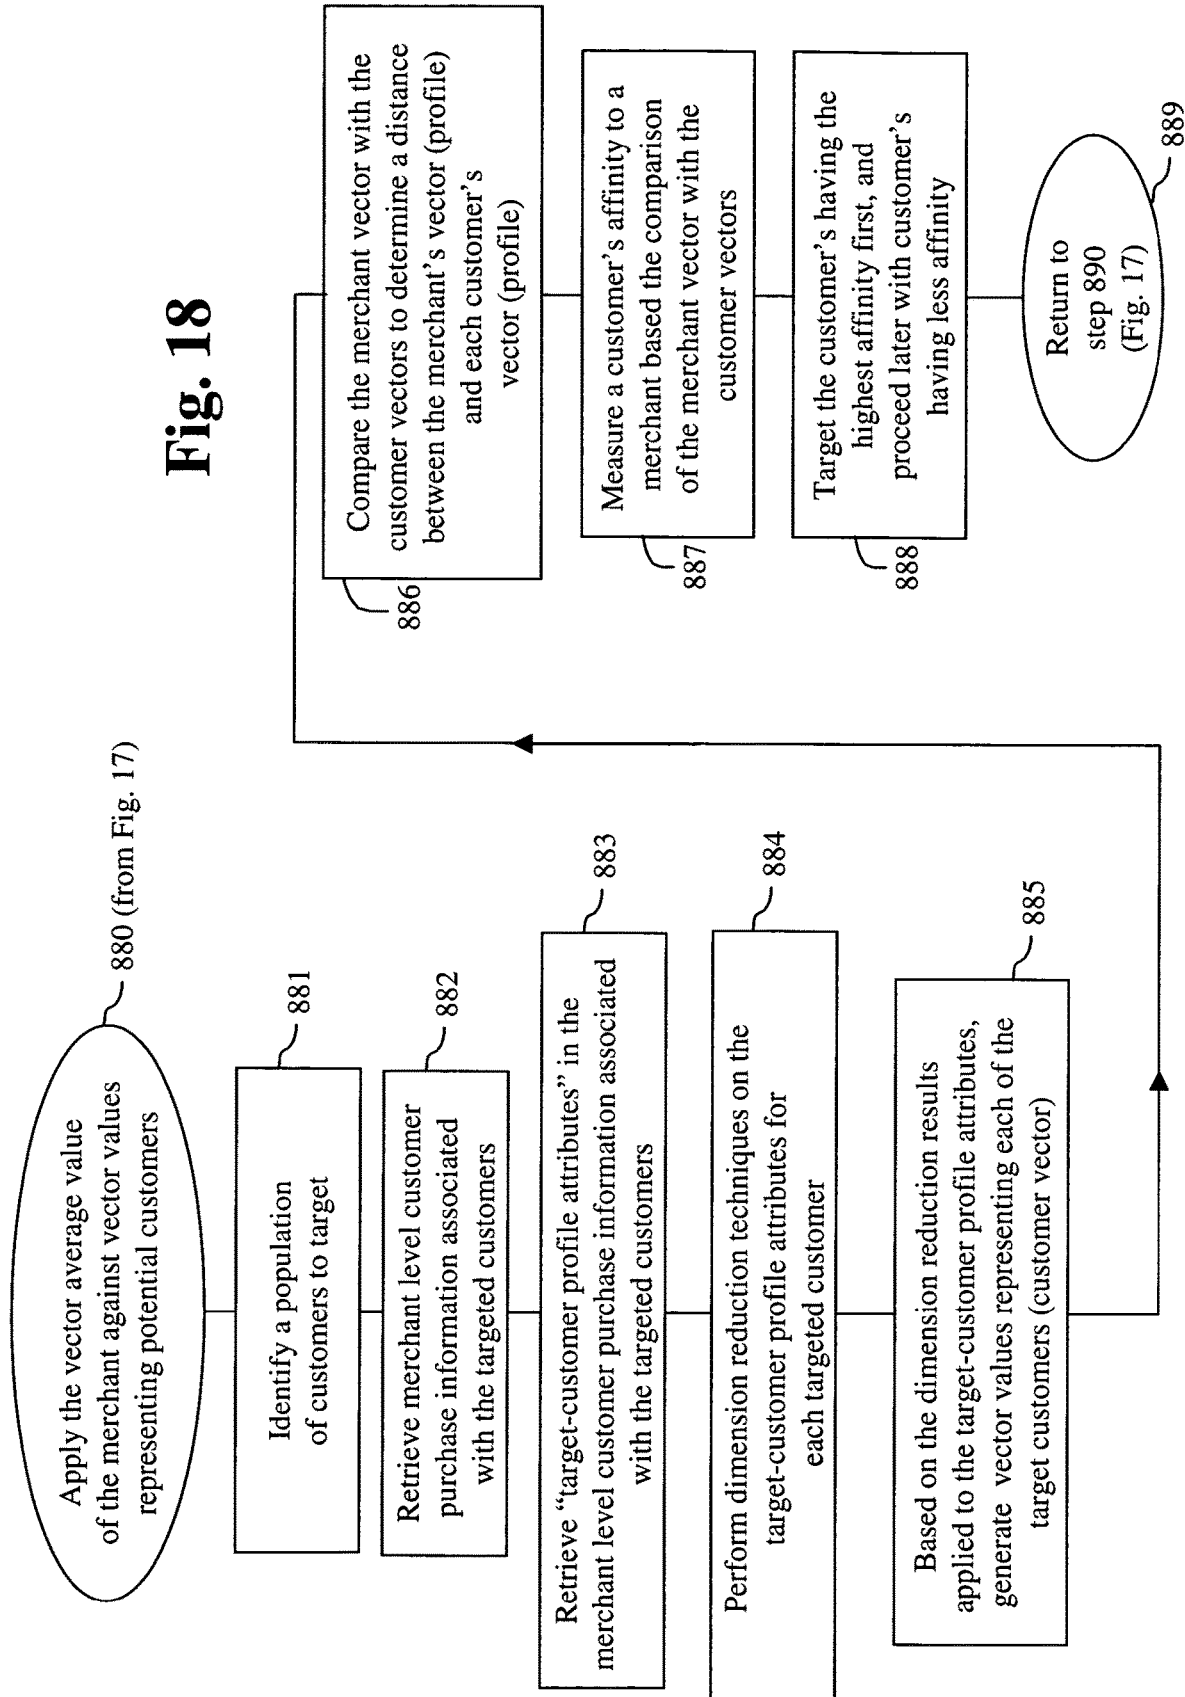 Fig. 18
Apply the vector average value
of the merchant against vector values
representing potential customers
880 (from Fig. 17)
Identify a population
of customers to target
881
Retrieve merchant level customer
purchase information associated
with the targeted customers
882
Retrieve “target-customer profile attributes” in the
merchant level customer purchase information associated
with the targeted customers
883
Perform dimension reduction techniques on the
target-customer profile attributes for
each targeted customer
884
Based on the dimension reduction results
applied to the target-customer profile attributes,
generate vector values representing each of the
target customers (customer vector)
885
Compare the merchant vector with the
customer vectors to determine a distance
between the merchant's vector (profile)
and each customer's
vector (profile)
886
Measure a customer's affinity to a
merchant based the comparison
of the merchant vector with the
customer vectors
887
Target the customer's having the
highest affinity first, and
proceed later with customer's
having less affinity
888
Return to
step 890
(Fig. 17)
889